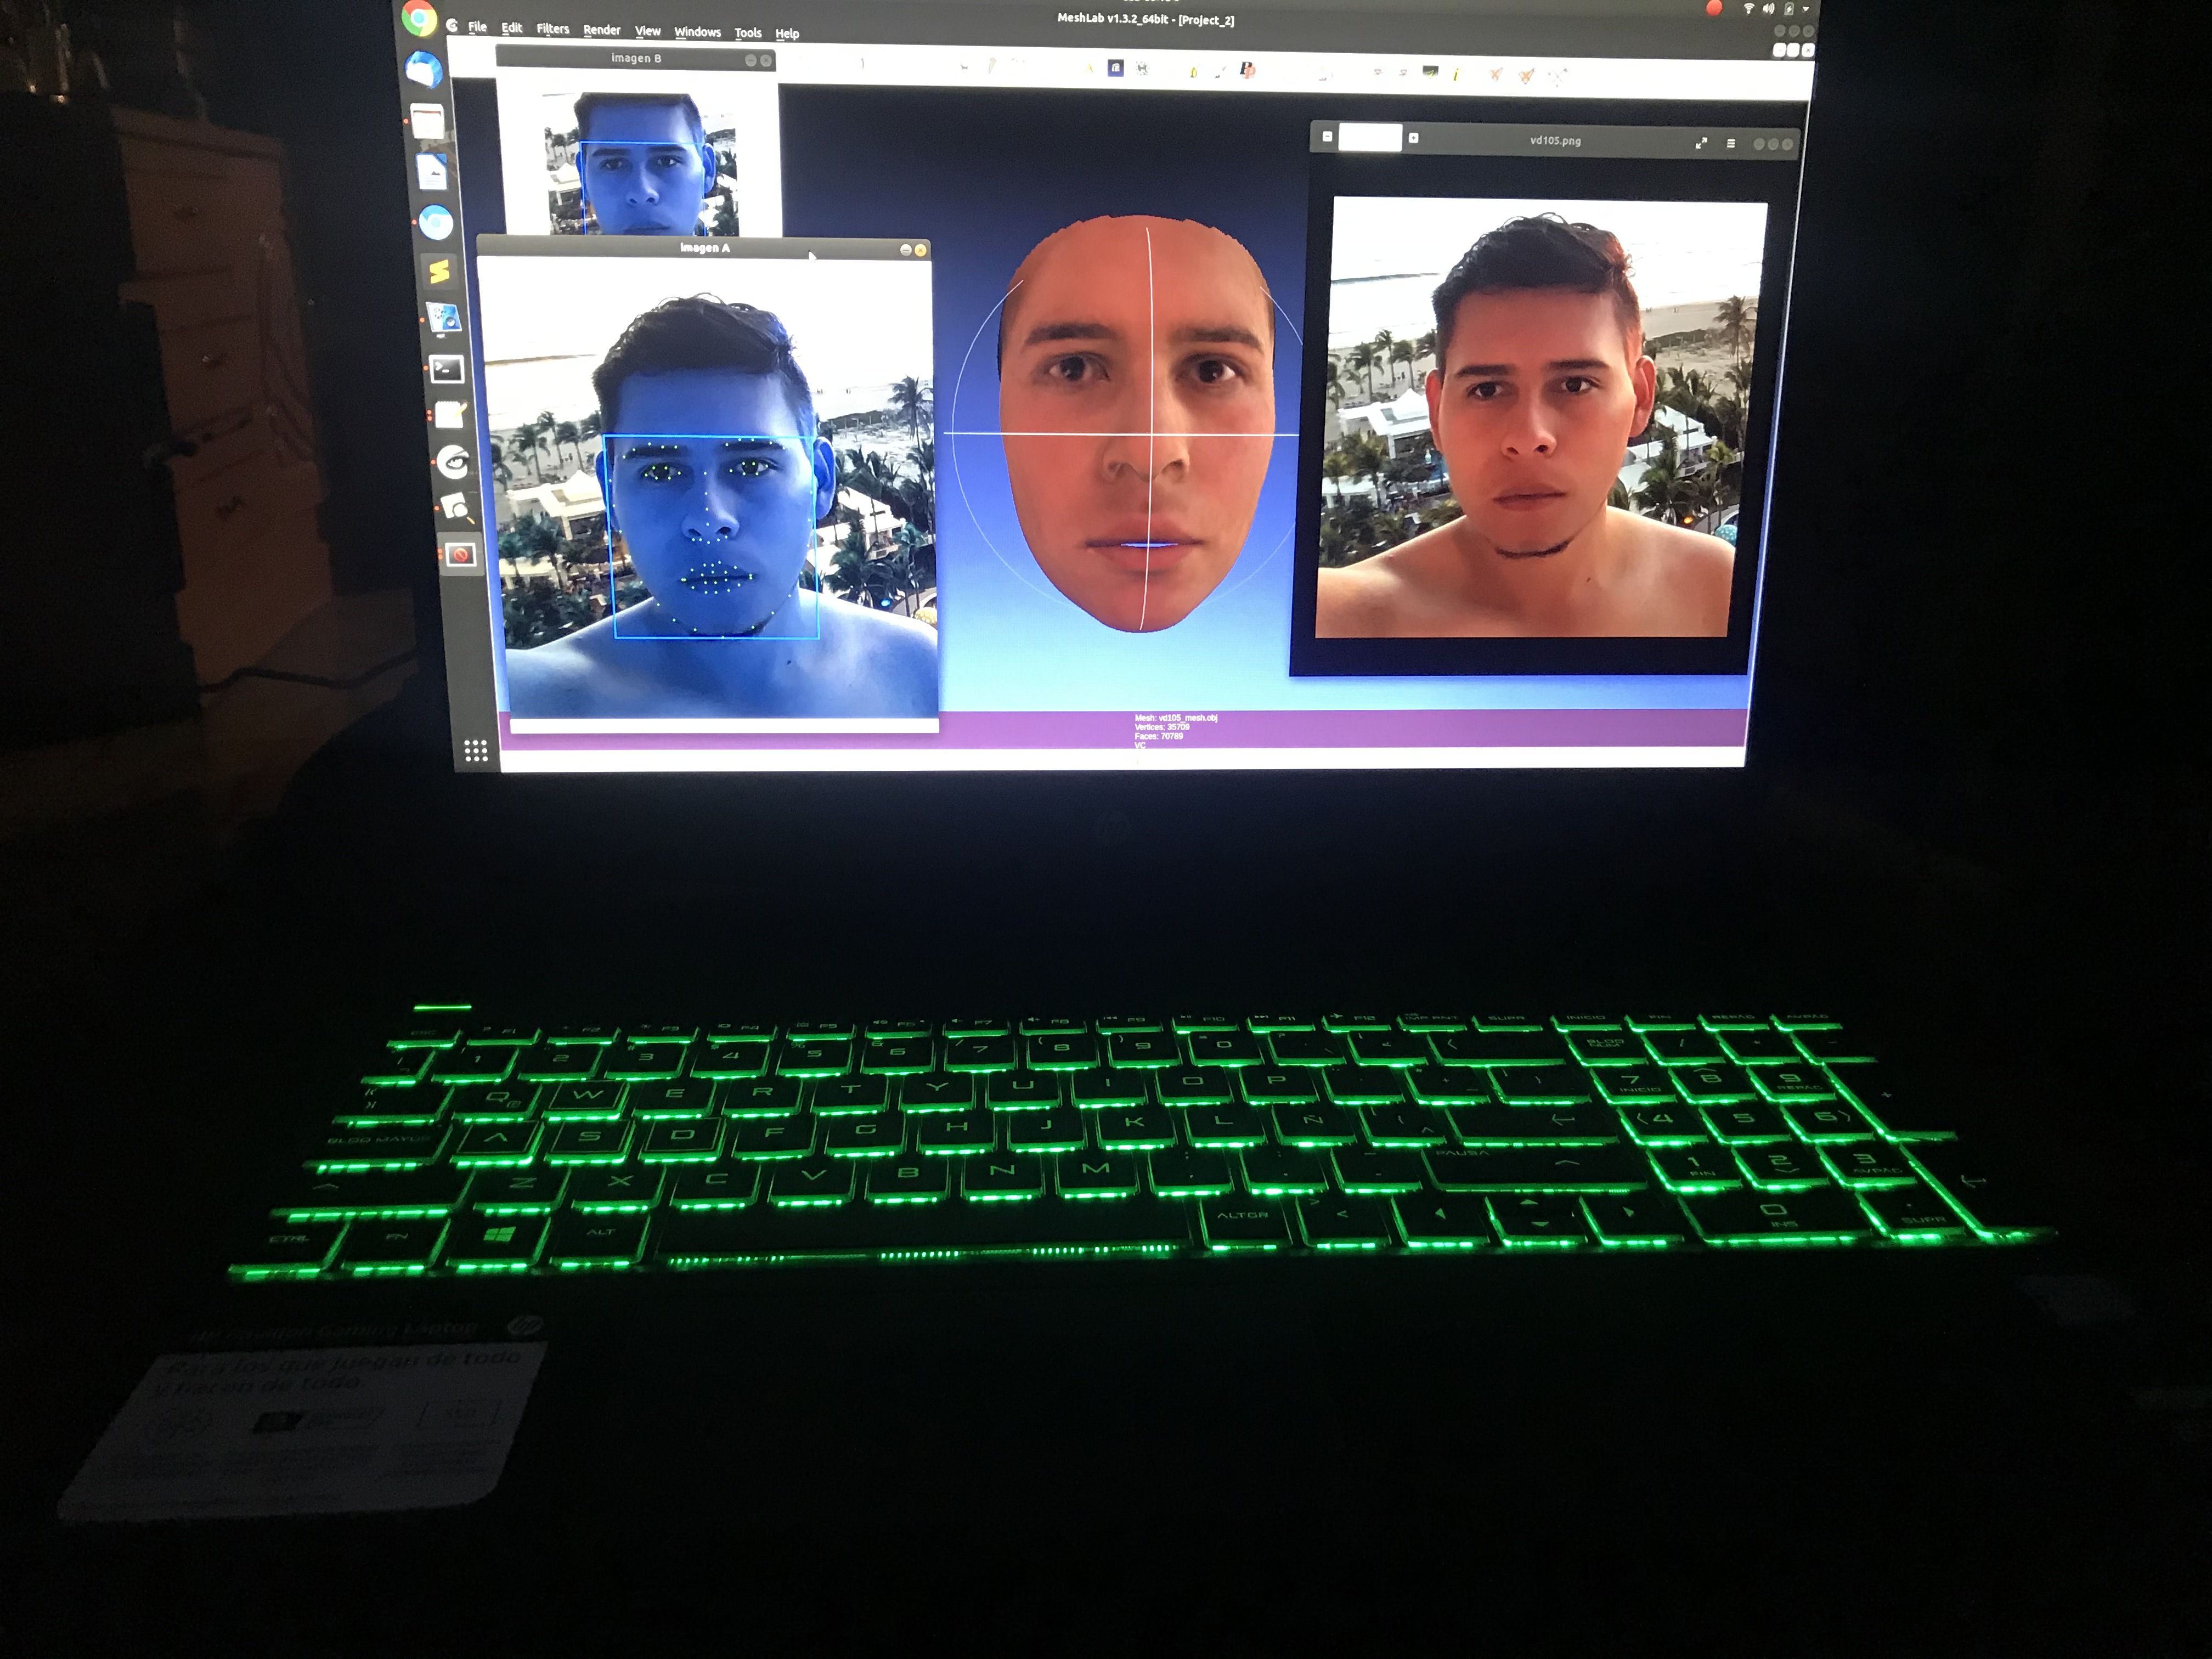 MeshLab v1.3.2_64bit - [Project_2]
File Edit Filters Render View Windows Tools Help
imagen B
imagen A
vd105.png
Mesh: vd105_mesh.obj
Vertices: 35709
Faces: 70789
VC
F1 F2 F3 F4 F5 F6 F7 F8 F9 F10 F11 F12 IMP PNT SUPR INICIO FIN REPAG AVPAG
1 2 3 4 5 6 7 8 9 0 BLOQ NUM / * -
Q @ W E R T Y U I O P 7 INICIO 8 9 REPAG +
BLOQ MAYUS A S D F G H J K L Ñ 4 5 6
Z X C V B N M ; : PAUSA 1 FIN 2 3 AVPAG
CTRL FN ALT ALTGR > < 0 INS . SUPR
HP Pavilion Gaming Laptop hp
Para los que juegan de todo
y hacen de todo.